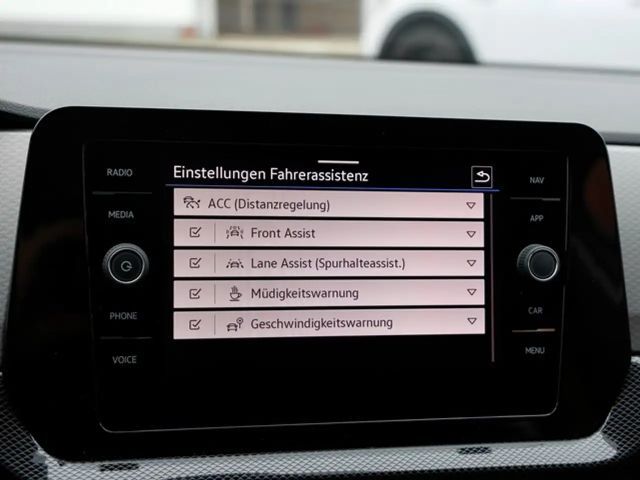 Einstellungen Fahrerassistenz
RADIO
MEDIA
PHONE
VOICE
ACC (Distanzregelung)
Front Assist
Lane Assist (Spurhalteassist.)
Müdigkeitswarnung
Geschwindigkeitswarnung
NAV
APP
CAR
MENU